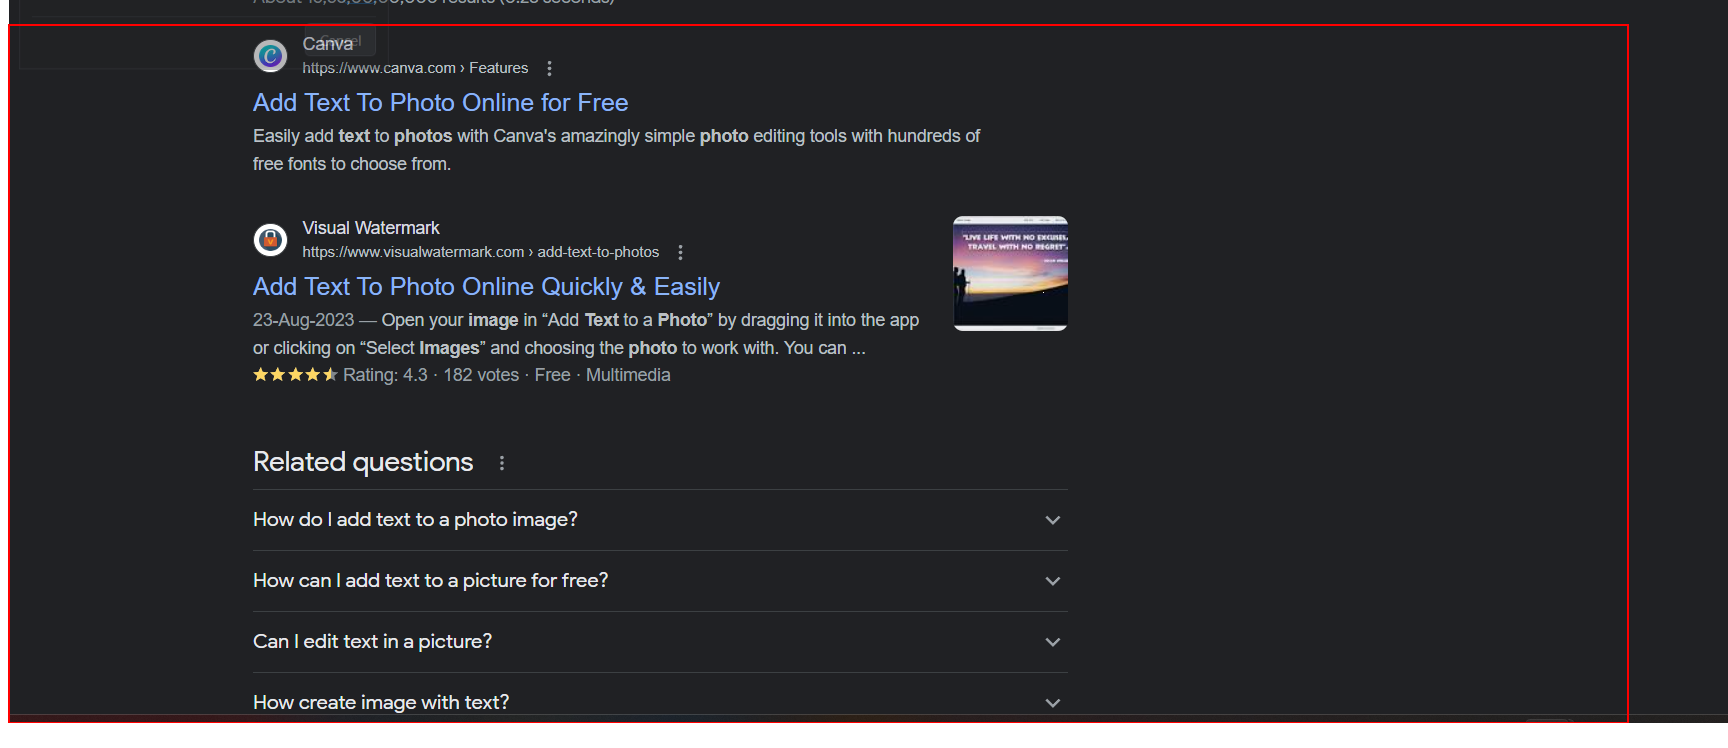 results
Cancel
Canva
https://www.canva.com › Features
Add Text To Photo Online for Free
Easily add text to photos with Canva's amazingly simple photo editing tools with hundreds of
free fonts to choose from.
Visual Watermark
https://www.visualwatermark.com › add-text-to-photos
Add Text To Photo Online Quickly & Easily
23-Aug-2023 — Open your image in “Add Text to a Photo” by dragging it into the app
or clicking on “Select Images” and choosing the photo to work with. You can ...
Rating: 4.3 · 182 votes · Free · Multimedia
"LIVE LIFE WITH NO EXCUSES,
TRAVEL WITH NO REGRET"
Related questions
How do I add text to a photo image?
How can I add text to a picture for free?
Can I edit text in a picture?
How create image with text?